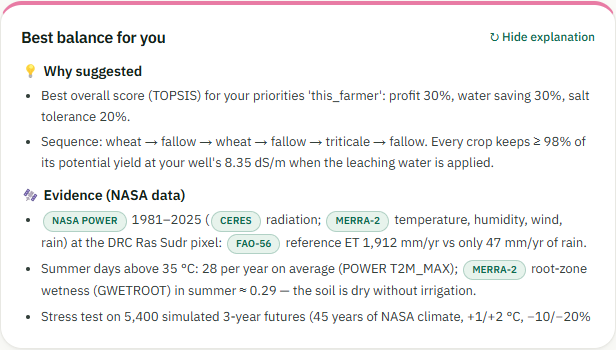 Best balance for you
↻ Hide explanation
💡 Why suggested
• Best overall score (TOPSIS) for your priorities 'this_farmer': profit 30%, water saving 30%, salt
tolerance 20%.
• Sequence: wheat → fallow → wheat → fallow → triticale → fallow. Every crop keeps ≥ 98% of
its potential yield at your well's 8.35 dS/m when the leaching water is applied.
🛰 Evidence (NASA data)
• NASA POWER 1981–2025 ( CERES radiation; MERRA-2 temperature, humidity, wind,
rain) at the DRC Ras Sudr pixel: FAO-56 reference ET 1,912 mm/yr vs only 47 mm/yr of rain.
• Summer days above 35 °C: 28 per year on average (POWER T2M_MAX); MERRA-2 root-zone
wetness (GWETROOT) in summer ≈ 0.29 — the soil is dry without irrigation.
• Stress test on 5,400 simulated 3-year futures (45 years of NASA climate, +1/+2 °C, −10/−20%